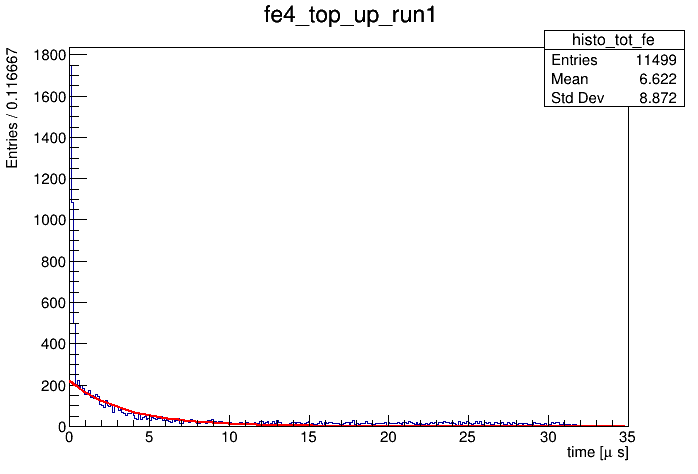 fe4_top_up_run1
histo_tot_fe
Entries 11499
Mean 6.622
Std Dev 8.872
Entries / 0.116667
1800
1600
1400
1200
1000
800
600
400
200
0
0 5 10 15 20 25 30 35
time [μ s]